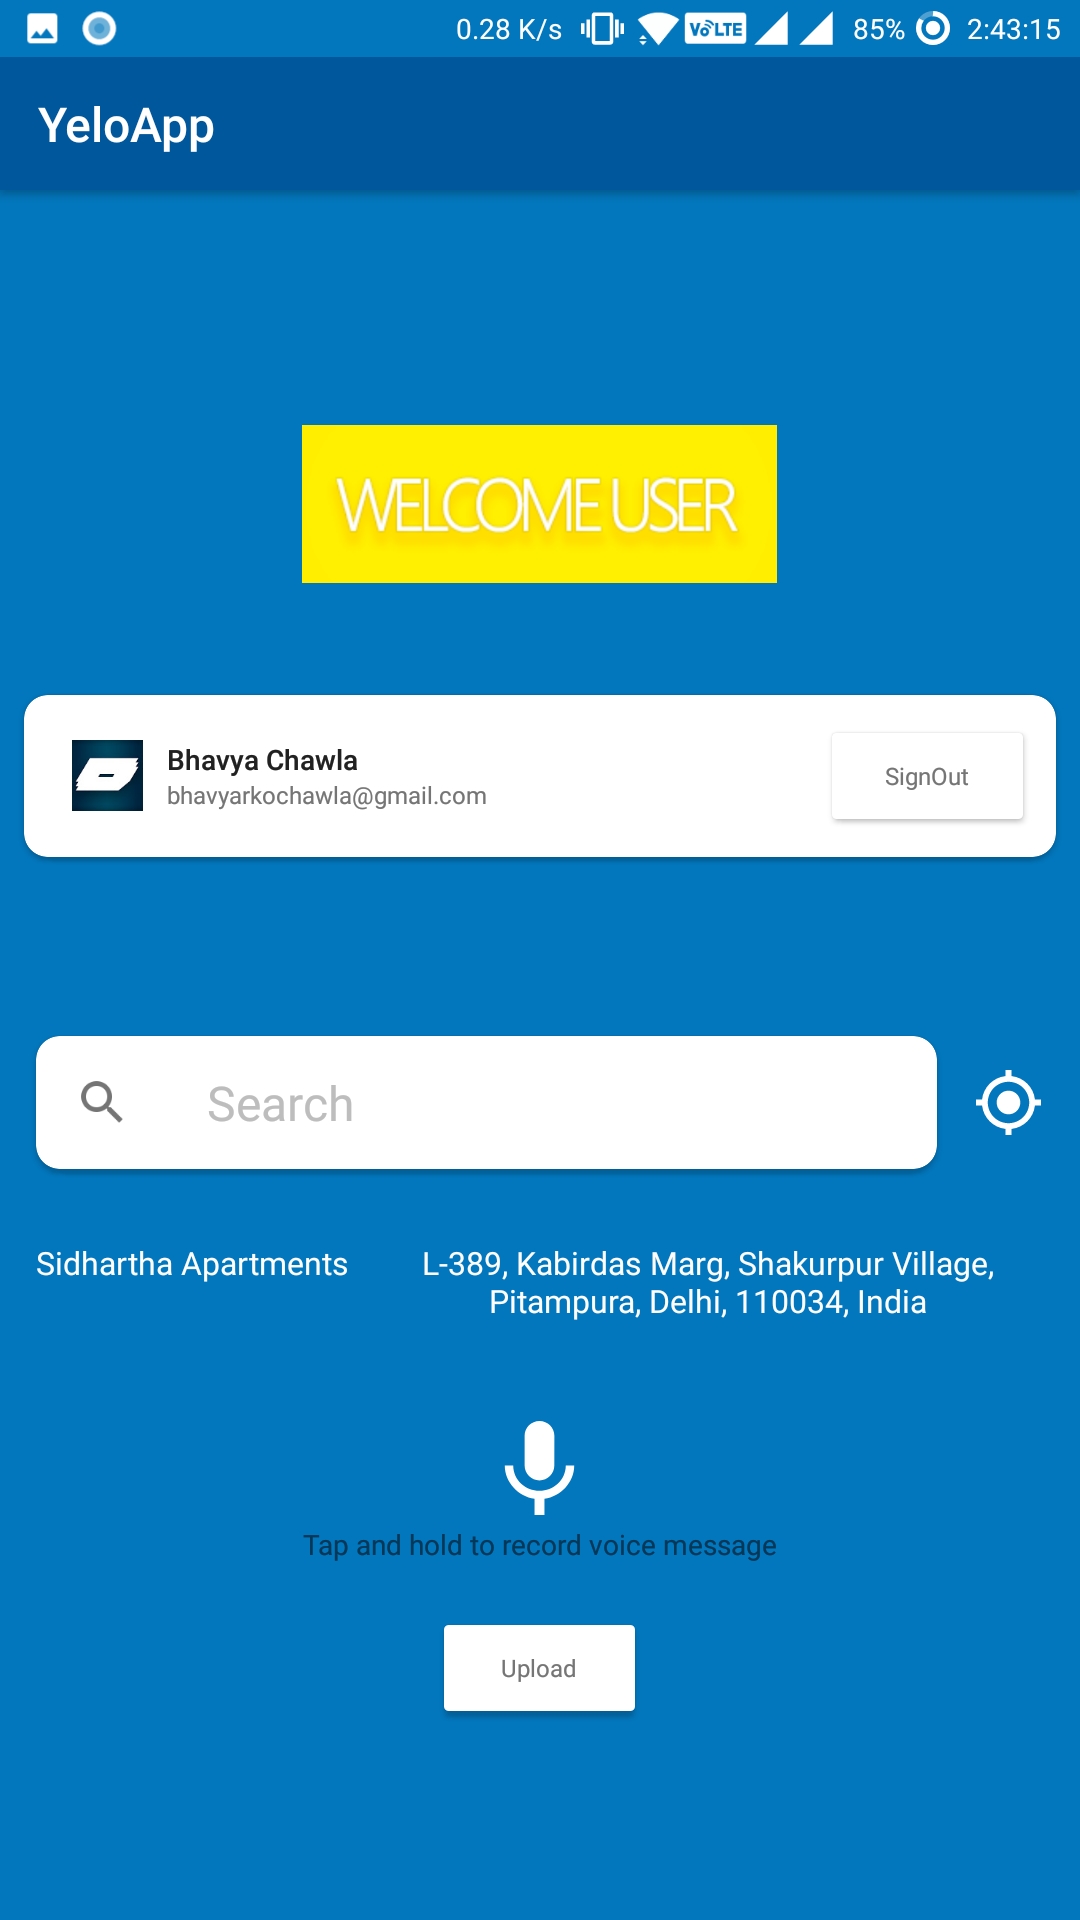 0.28 K/s VoLTE 85% 2:43:15
YeloApp
WELCOME USER
Bhavya Chawla
bhavyarkochawla@gmail.com
SignOut
Search
Sidhartha Apartments
L-389, Kabirdas Marg, Shakurpur Village,
Pitampura, Delhi, 110034, India
Tap and hold to record voice message
Upload